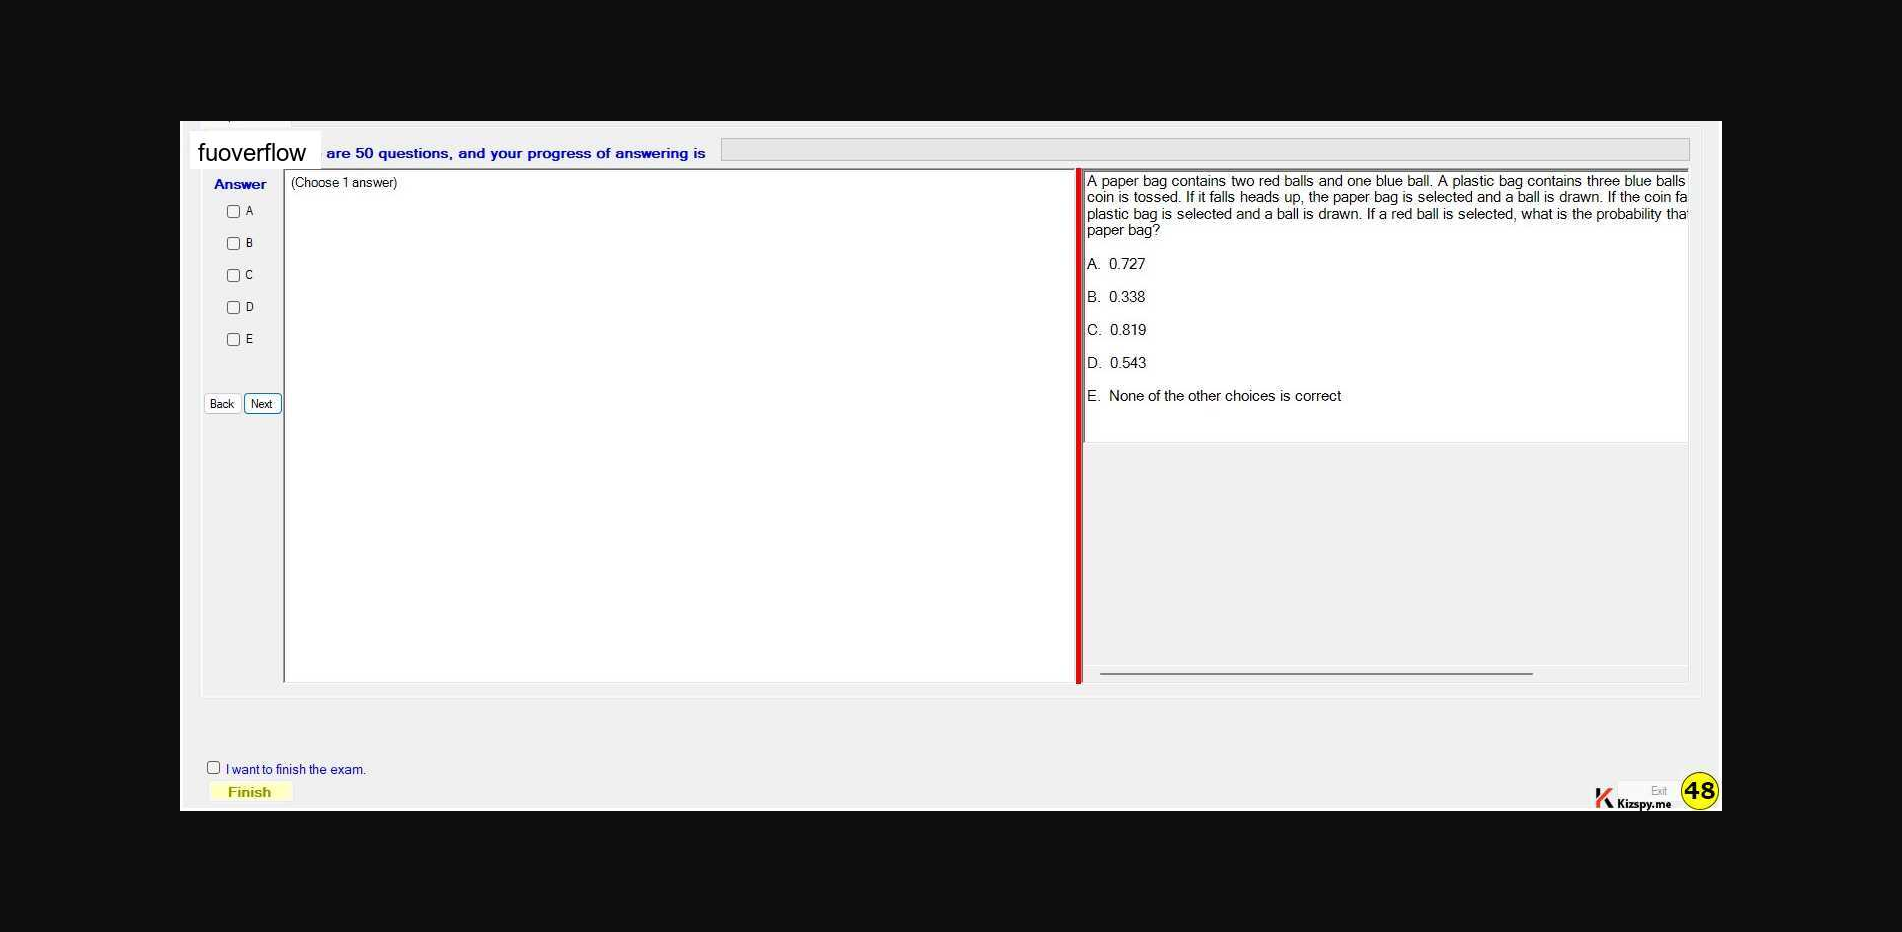 fuoverflow are 50 questions, and your progress of answering is
Answer
(Choose 1 answer)
A
B
C
D
E
Back Next
A paper bag contains two red balls and one blue ball. A plastic bag contains three blue balls
coin is tossed. If it falls heads up, the paper bag is selected and a ball is drawn. If the coin fa
plastic bag is selected and a ball is drawn. If a red ball is selected, what is the probability tha
paper bag?
A. 0.727
B. 0.338
C. 0.819
D. 0.543
E. None of the other choices is correct
I want to finish the exam.
Finish
Exit
Kizspy.me
48